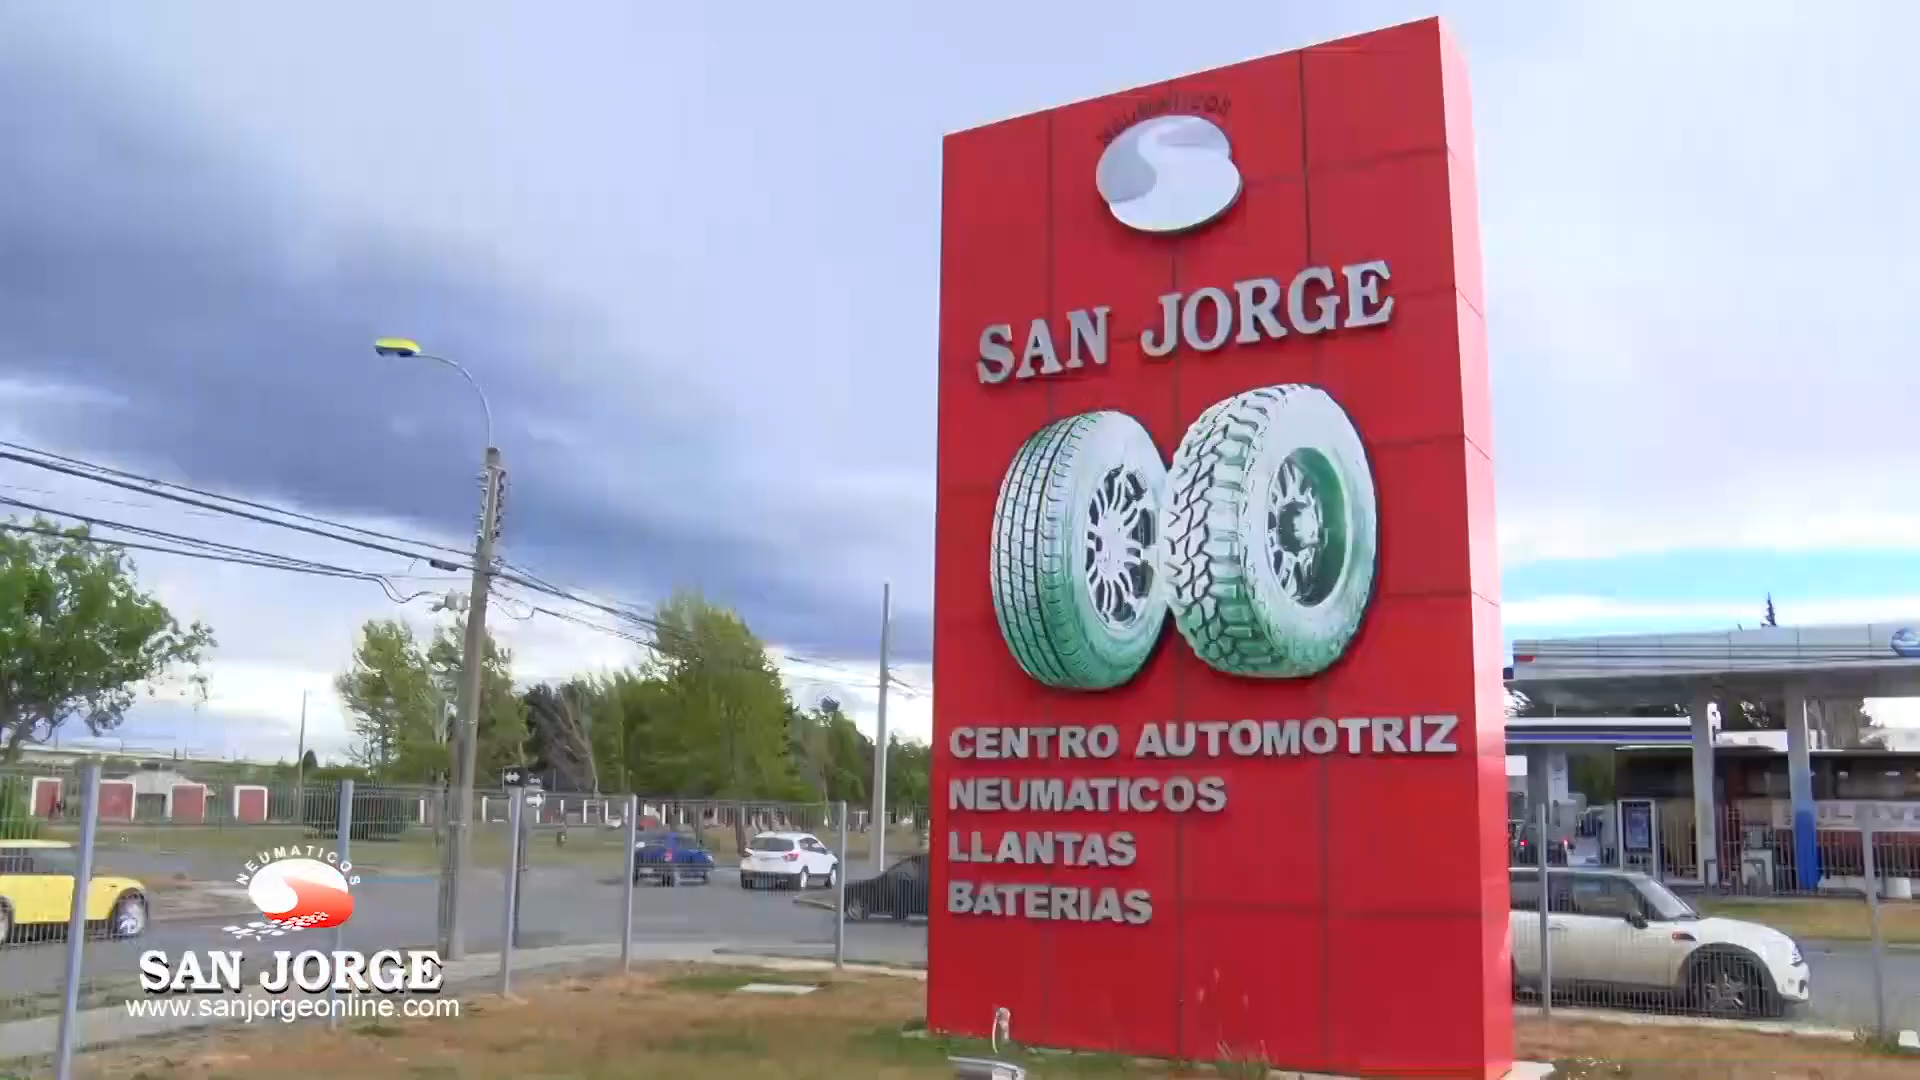 NEUMATICOS
SAN JORGE
CENTRO AUTOMOTRIZ
NEUMATICOS
LLANTAS
BATERIAS
NEUMATICOS
SAN JORGE
www.sanjorgeonline.com